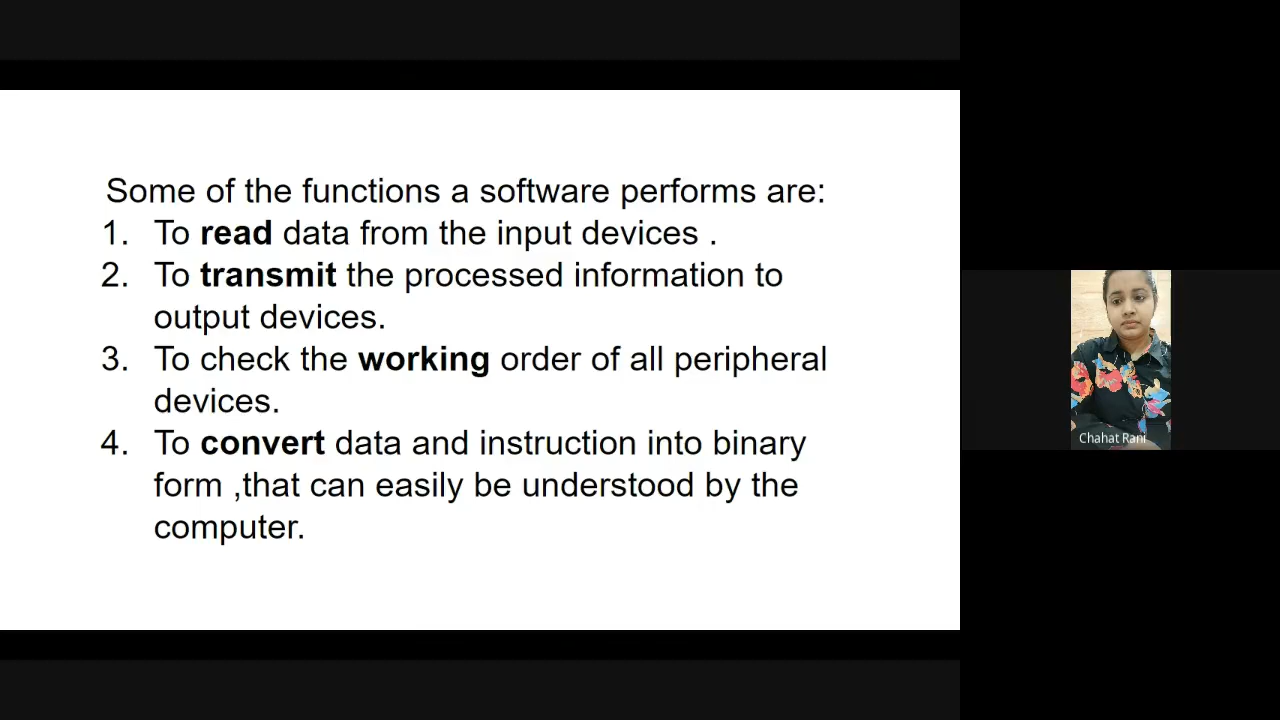 Some of the functions a software performs are:
1. To read data from the input devices .
2. To transmit the processed information to
output devices.
3. To check the working order of all peripheral
devices.
4. To convert data and instruction into binary
form ,that can easily be understood by the
computer.
Chahat Rani